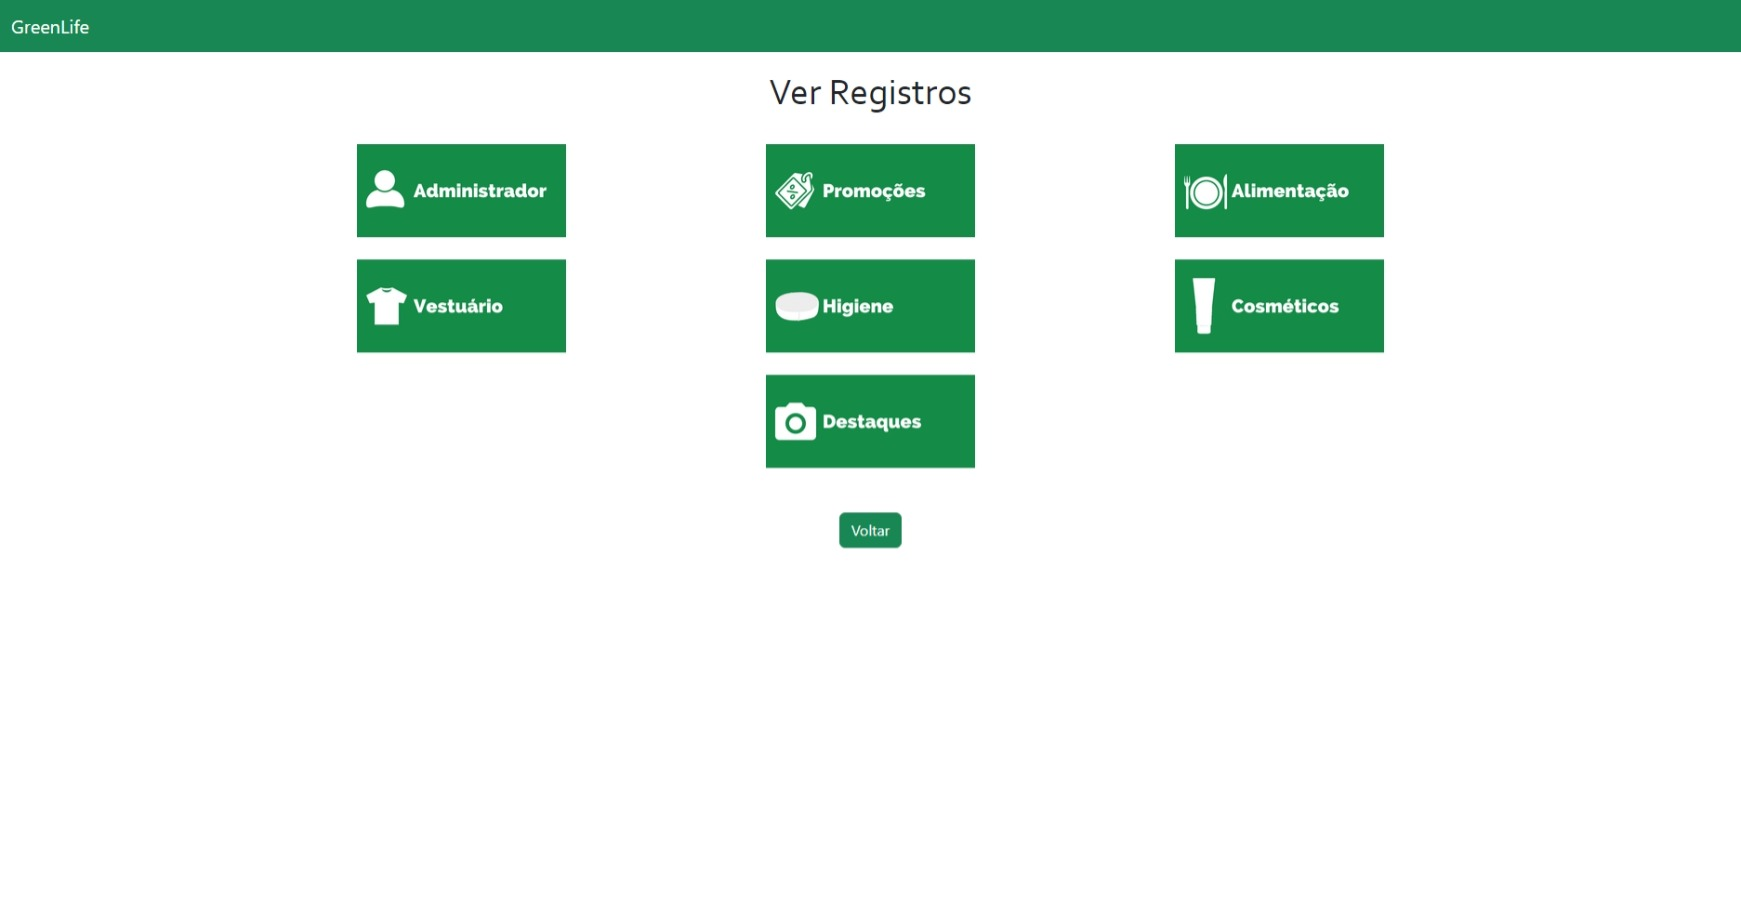 GreenLife
Ver Registros
Administrador
Promoções
Alimentação
Vestuário
Higiene
Cosméticos
Destaques
Voltar